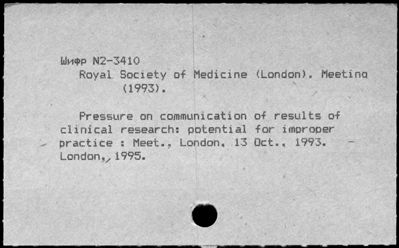 Шифр N2-3410
Royal Society of Medicine (London). Meeting
(1993).
Pressure on communication of results of
clinical research: potential for improper
practice : Meet., London, 13 Oct., 1993. -
London, 1995.